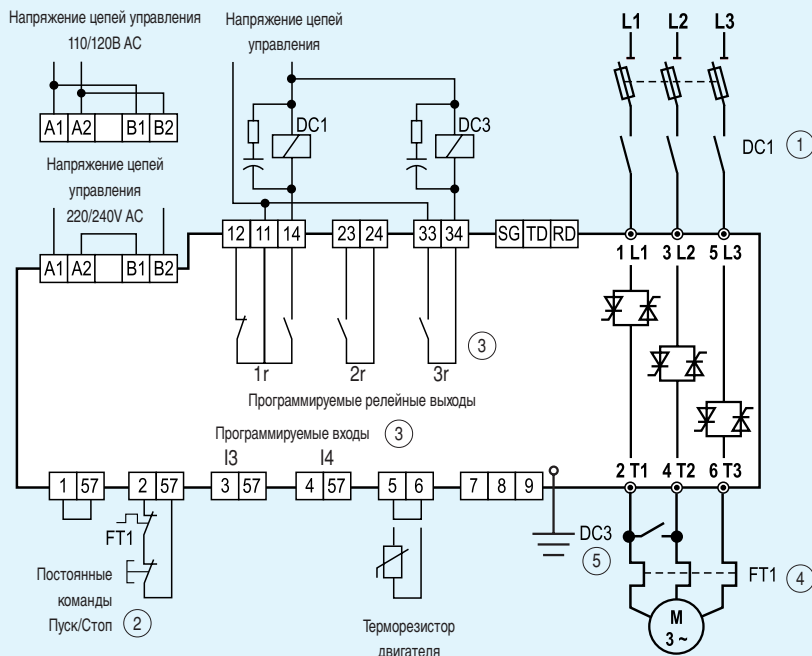 Напряжение цепей управления
110/120В AC
Напряжение цепей
управления
L1 L2 L3
A1 A2 B1 B2
DC1
DC3
DC1 1
Напряжение цепей
управления
220/240V AC
A1 A2 B1 B2
12 11 14
23 24
33 34
SG TD RD
1 L1 3 L2 5 L3
1r
2r
3r
3
Программируемые релейные выходы
Программируемые входы 3
I3
I4
2 T1 4 T2 6 T3
1 57
2 57
3 57
4 57
5 6
7 8 9
FT1
DC3
5
FT1 4
Постоянные
команды
Пуск/Стоп 2
Терморезистор
двигателя
M
3 ~